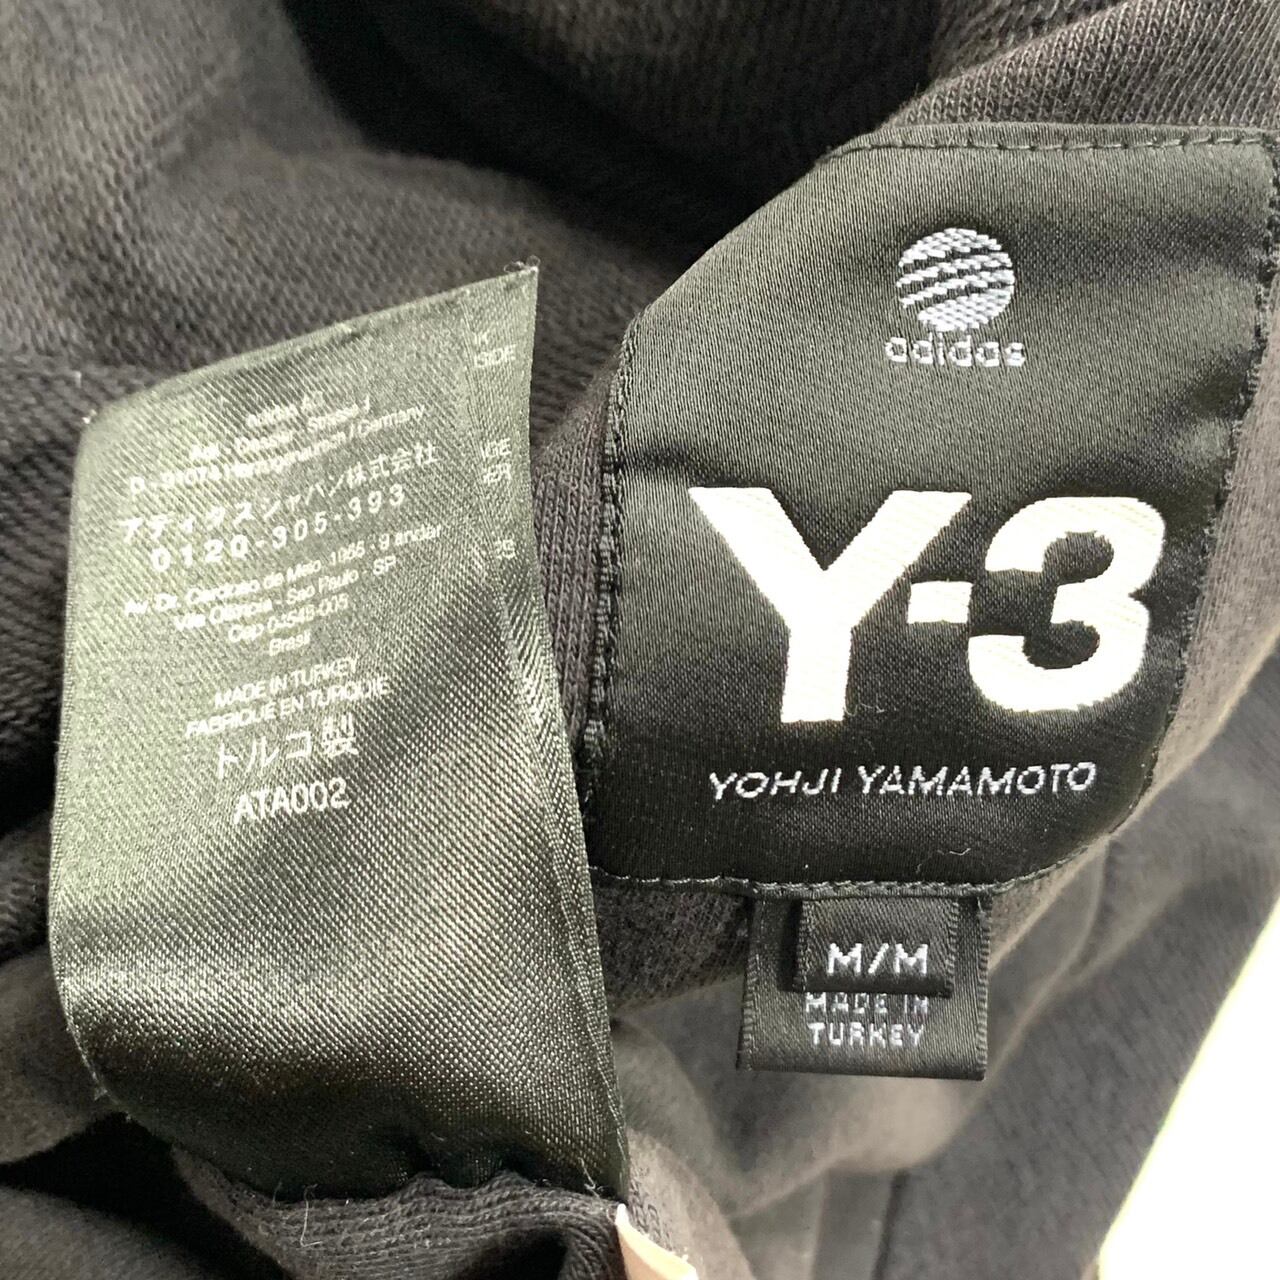 adidas AG
Adi - Dassler - Strasse 1
D - 91074 Herzogenaurach / Germany
アディダスジャパン株式会社
0120-305-393
Av. Dr. Cardoso de Melo, 1855 - 9 andar
Vila Olimpia - Sao Paulo - SP
Cep 04548-005
Brasil
MADE IN TURKEY
FABRIQUE EN TURQUIE
トルコ製
ATA002
SIDE
adidas
Y-3
YOHJI YAMAMOTO
M/M
MADE IN
TURKEY